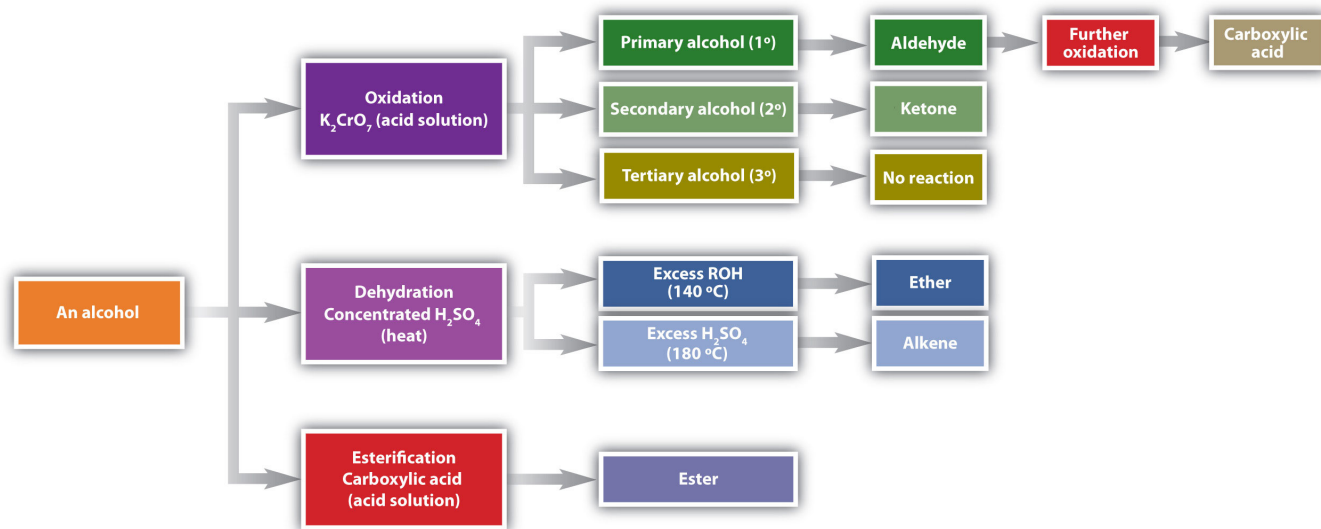 Primary alcohol (1º)
Aldehyde
Further
oxidation
Carboxylic
acid
Oxidation
K₂CrO₇ (acid solution)
Secondary alcohol (2º)
Ketone
Tertiary alcohol (3º)
No reaction
An alcohol
Dehydration
Concentrated H₂SO₄
(heat)
Excess ROH
(140 ºC)
Ether
Excess H₂SO₄
(180 ºC)
Alkene
Esterification
Carboxylic acid
(acid solution)
Ester